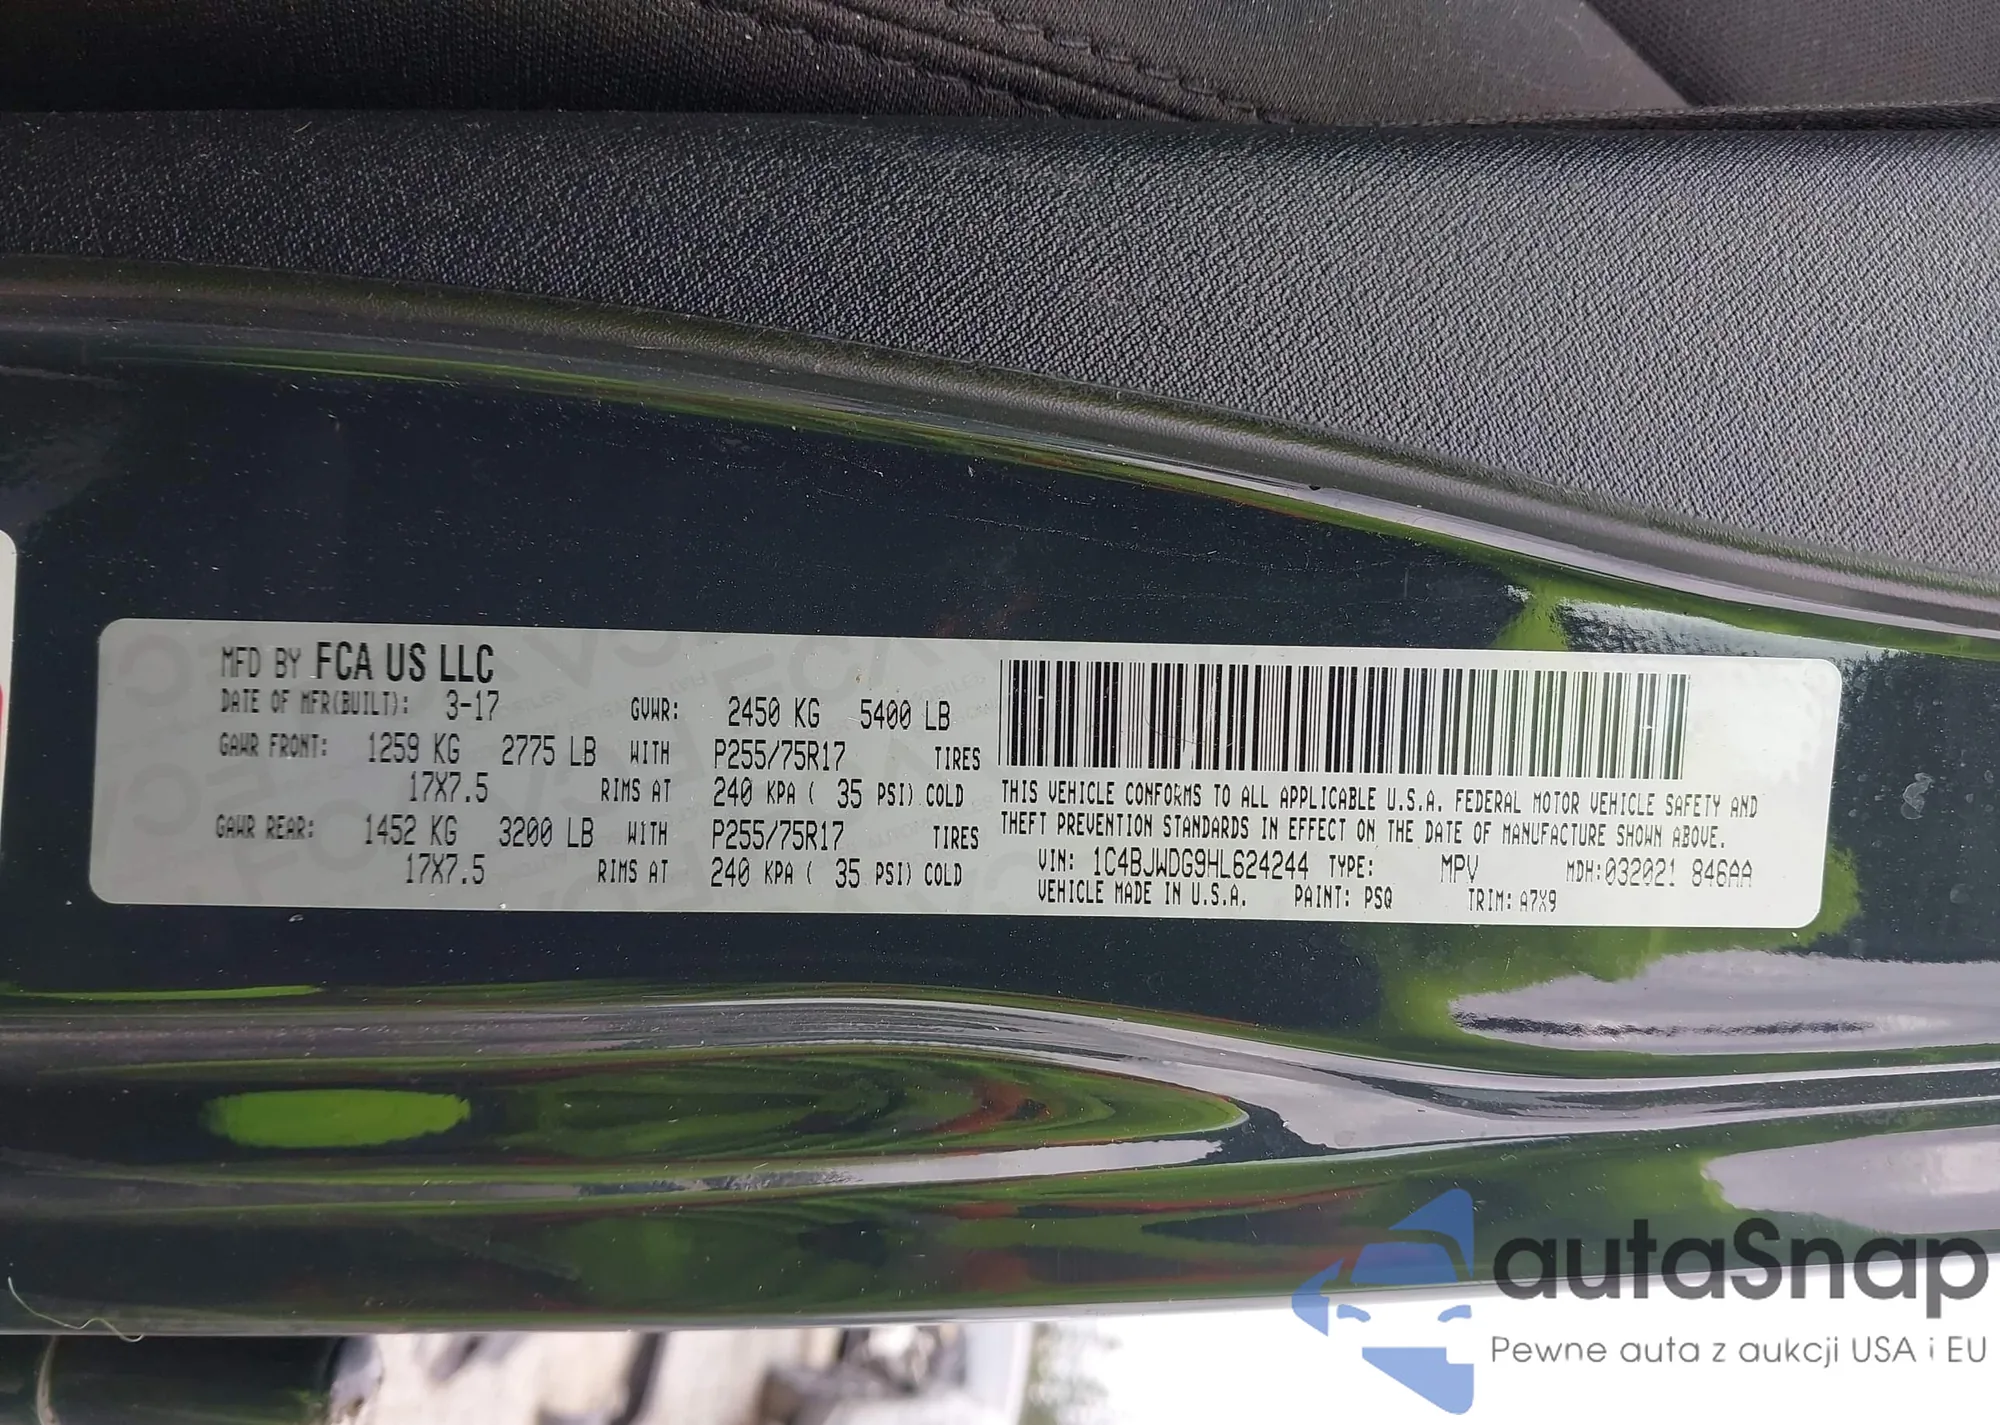 MFD BY FCA US LLC
DATE OF MFR(BUILT): 3-17 GVWR: 2450 KG 5400 LB
GAWR FRONT: 1259 KG 2775 LB WITH P255/75R17 TIRES
17X7.5 RIMS AT 240 KPA ( 35 PSI) COLD
GAWR REAR: 1452 KG 3200 LB WITH P255/75R17 TIRES
17X7.5 RIMS AT 240 KPA ( 35 PSI) COLD
THIS VEHICLE CONFORMS TO ALL APPLICABLE U.S.A. FEDERAL MOTOR VEHICLE SAFETY AND
THEFT PREVENTION STANDARDS IN EFFECT ON THE DATE OF MANUFACTURE SHOWN ABOVE.
VIN: 1C4BJWDG9HL624244 TYPE: MPV MDH:032021 846AA
VEHICLE MADE IN U.S.A. PAINT: PSQ TRIM: A7X9
autaSnap
Pewne auta z aukcji USA i EU